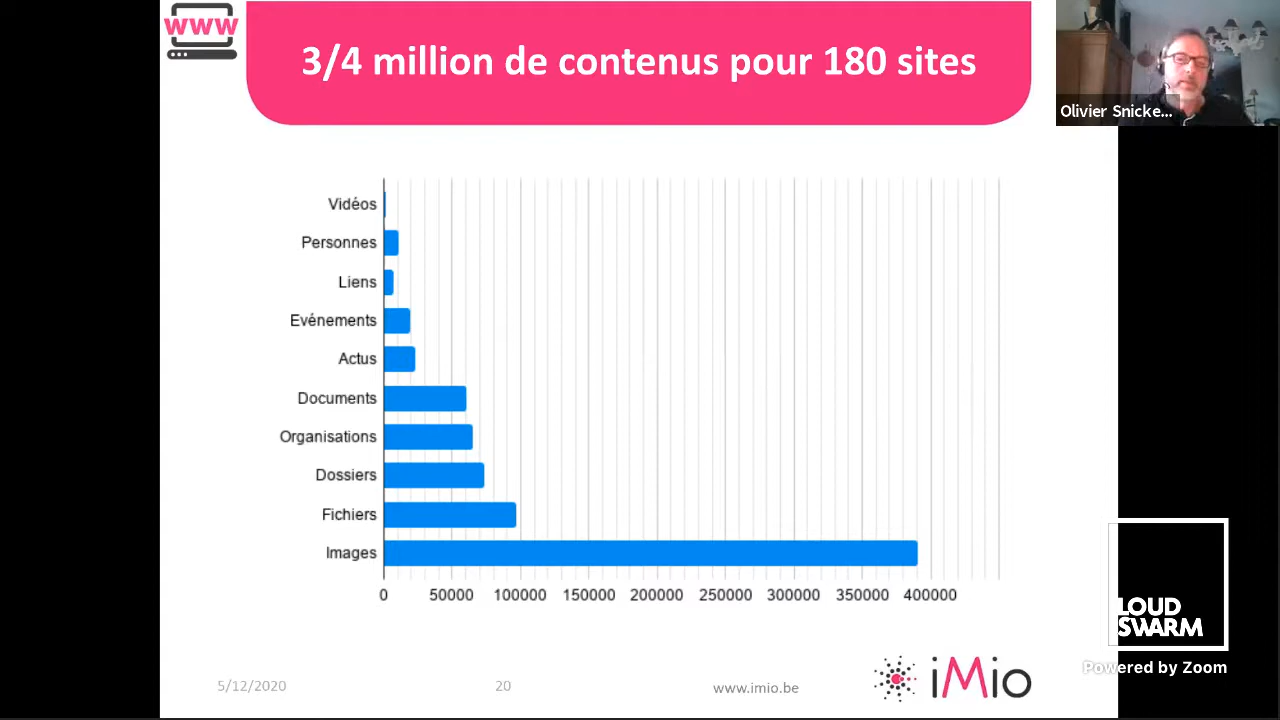 WWW
3/4 million de contenus pour 180 sites
Olivier Snicke...
Vidéos
Personnes
Liens
Evénements
Actus
Documents
Organisations
Dossiers
Fichiers
Images
0 50000 100000 150000 200000 250000 300000 350000 400000
LOUD
SWARM
Powered by Zoom
5/12/2020 20 www.imio.be iMio